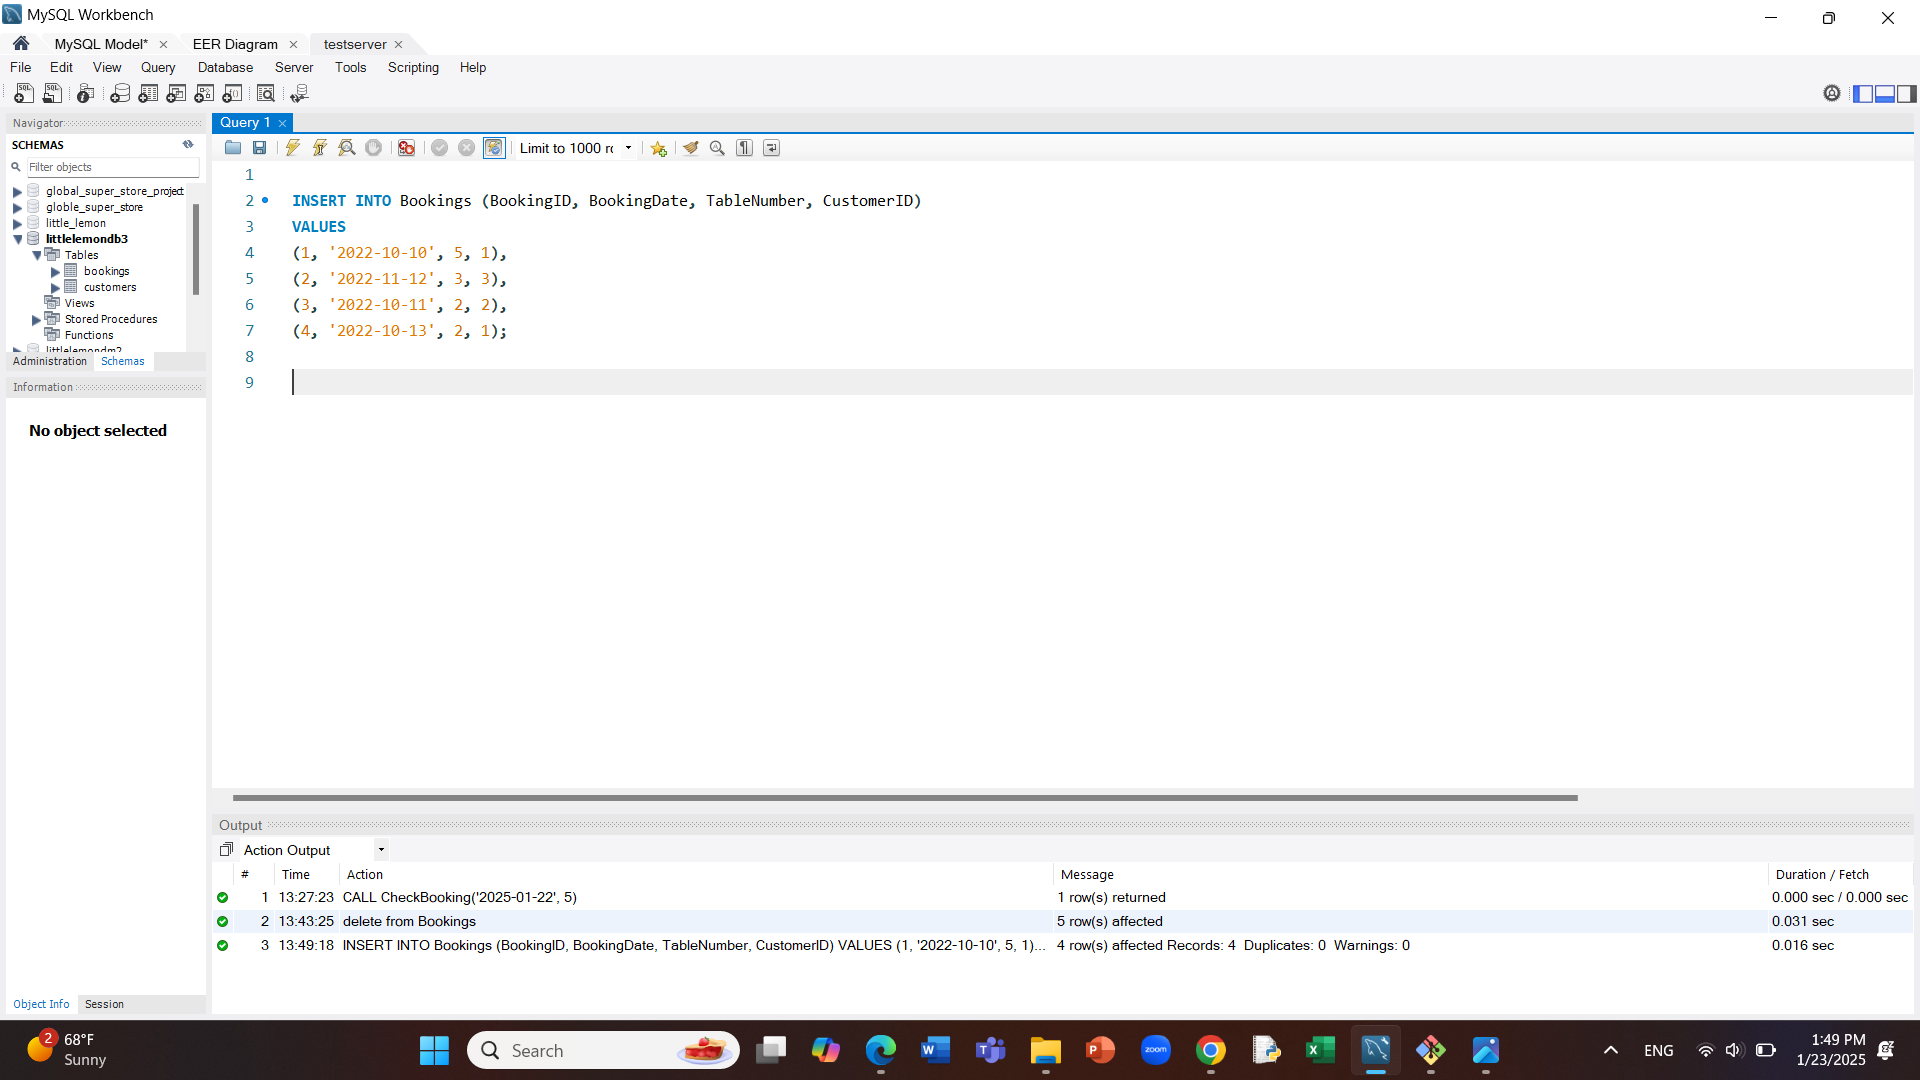 MySQL Workbench
MySQL Model* EER Diagram testserver
File Edit View Query Database Server Tools Scripting Help
Navigator
SCHEMAS
Filter objects
global_super_store_project
globle_super_store
little_lemon
littlelemondb3
Tables
bookings
customers
Views
Stored Procedures
Functions
littlelemondm2
Administration Schemas
Information
No object selected
Object Info Session
Query 1
Limit to 1000 rc
1
2 INSERT INTO Bookings (BookingID, BookingDate, TableNumber, CustomerID)
3 VALUES
4 (1, '2022-10-10', 5, 1),
5 (2, '2022-11-12', 3, 3),
6 (3, '2022-10-11', 2, 2),
7 (4, '2022-10-13', 2, 1);
8
9
Output
Action Output
# Time Action Message Duration / Fetch
1 13:27:23 CALL CheckBooking('2025-01-22', 5) 1 row(s) returned 0.000 sec / 0.000 sec
2 13:43:25 delete from Bookings 5 row(s) affected 0.031 sec
3 13:49:18 INSERT INTO Bookings (BookingID, BookingDate, TableNumber, CustomerID) VALUES (1, '2022-10-10', 5, 1)... 4 row(s) affected Records: 4 Duplicates: 0 Warnings: 0 0.016 sec
2
68°F
Sunny
Search
zoom
ENG
1:49 PM
1/23/2025